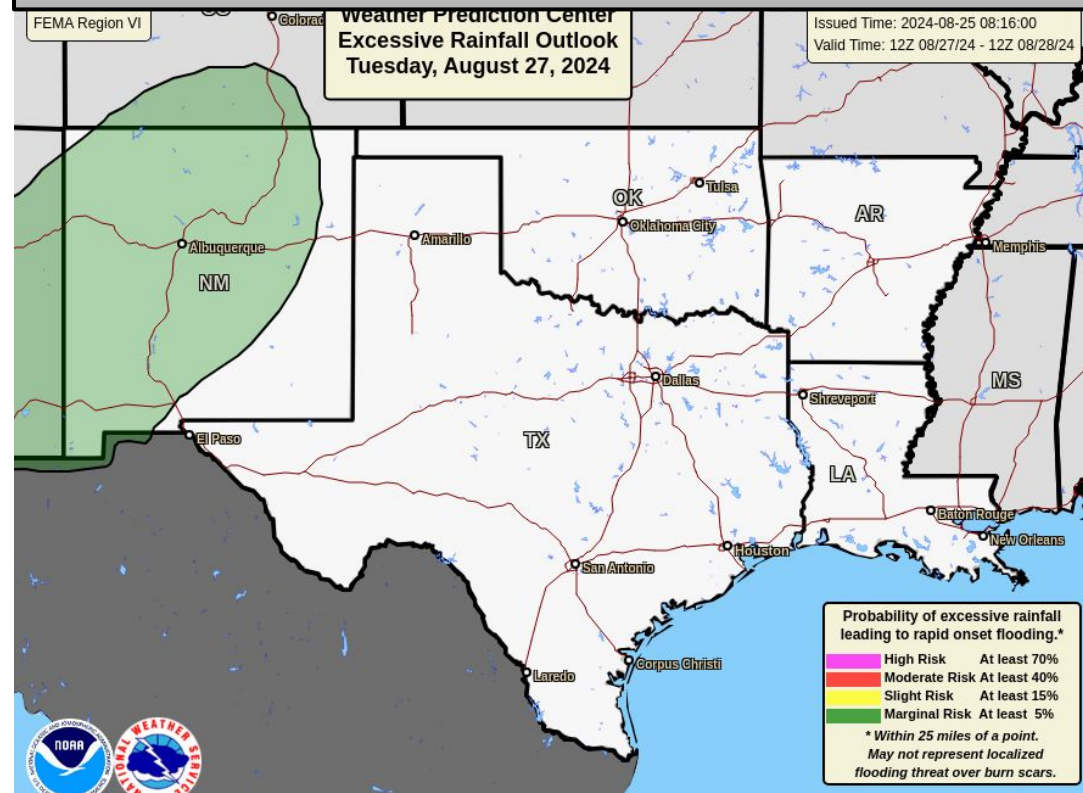 FEMA Region VI
Weather Prediction Center
Excessive Rainfall Outlook
Tuesday, August 27, 2024
Issued Time: 2024-08-25 08:16:00
Valid Time: 12Z 08/27/24 - 12Z 08/28/24
Colorad
Tulsa
OK
Oklahoma City
AR
Albuquerque
Amarillo
Memphis
NM
Dallas
MS
Shreveport
El Paso
TX
LA
Baton Rouge
New Orleans
Houston
San Antonio
Corpus Christi
Laredo
Probability of excessive rainfall
leading to rapid onset flooding.*
High Risk At least 70%
Moderate Risk At least 40%
Slight Risk At least 15%
Marginal Risk At least 5%
* Within 25 miles of a point.
May not represent localized
flooding threat over burn scars.
NOAA
NATIONAL WEATHER SERVICE